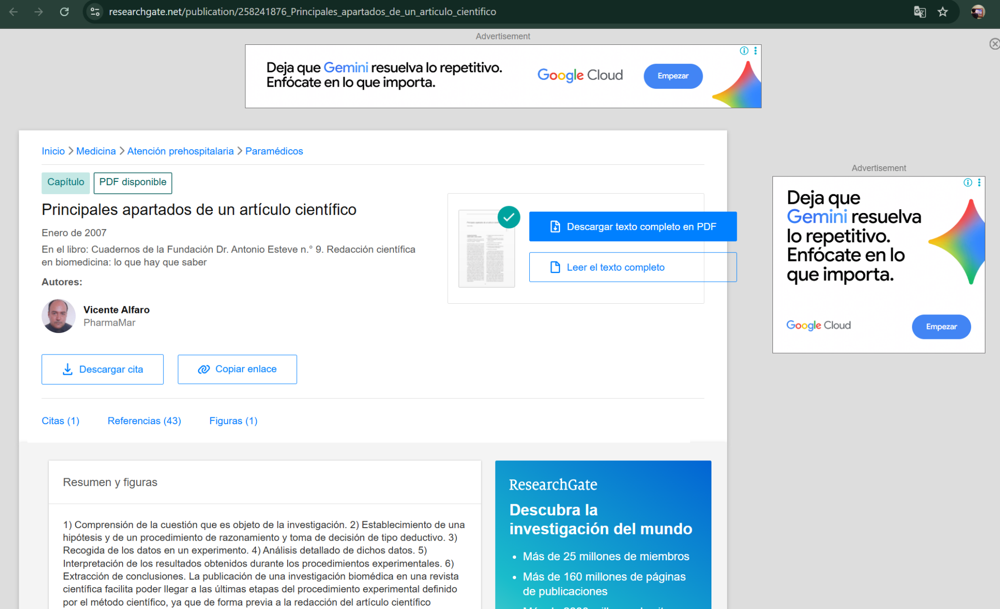 researchgate.net/publication/258241876_Principales_apartados_de_un_articulo_cientifico
Advertisement
Deja que Gemini resuelva lo repetitivo.
Enfócate en lo que importa.
Google Cloud
Empezar
Inicio > Medicina > Atención prehospitalaria > Paramédicos
Capítulo
PDF disponible
Principales apartados de un artículo científico
Enero de 2007
En el libro: Cuadernos de la Fundación Dr. Antonio Esteve n.° 9. Redacción científica
en biomedicina: lo que hay que saber
Autores:
Vicente Alfaro
PharmaMar
Descargar texto completo en PDF
Leer el texto completo
Descargar cita
Copiar enlace
Citas (1)
Referencias (43)
Figuras (1)
Advertisement
Deja que
Gemini resuelva
lo repetitivo.
Enfócate en lo
que importa.
Google Cloud
Empezar
Resumen y figuras
1) Comprensión de la cuestión que es objeto de la investigación. 2) Establecimiento de una
hipótesis y de un procedimiento de razonamiento y toma de decisión de tipo deductivo. 3)
Recogida de los datos en un experimento. 4) Análisis detallado de dichos datos. 5)
Interpretación de los resultados obtenidos durante los procedimientos experimentales. 6)
Extracción de conclusiones. La publicación de una investigación biomédica en una revista
científica facilita poder llegar a las últimas etapas del procedimiento experimental definido
por el método científico, ya que de forma previa a la redacción del artículo científico
ResearchGate
Descubra la
investigación del mundo
• Más de 25 millones de miembros
• Más de 160 millones de páginas
de publicaciones